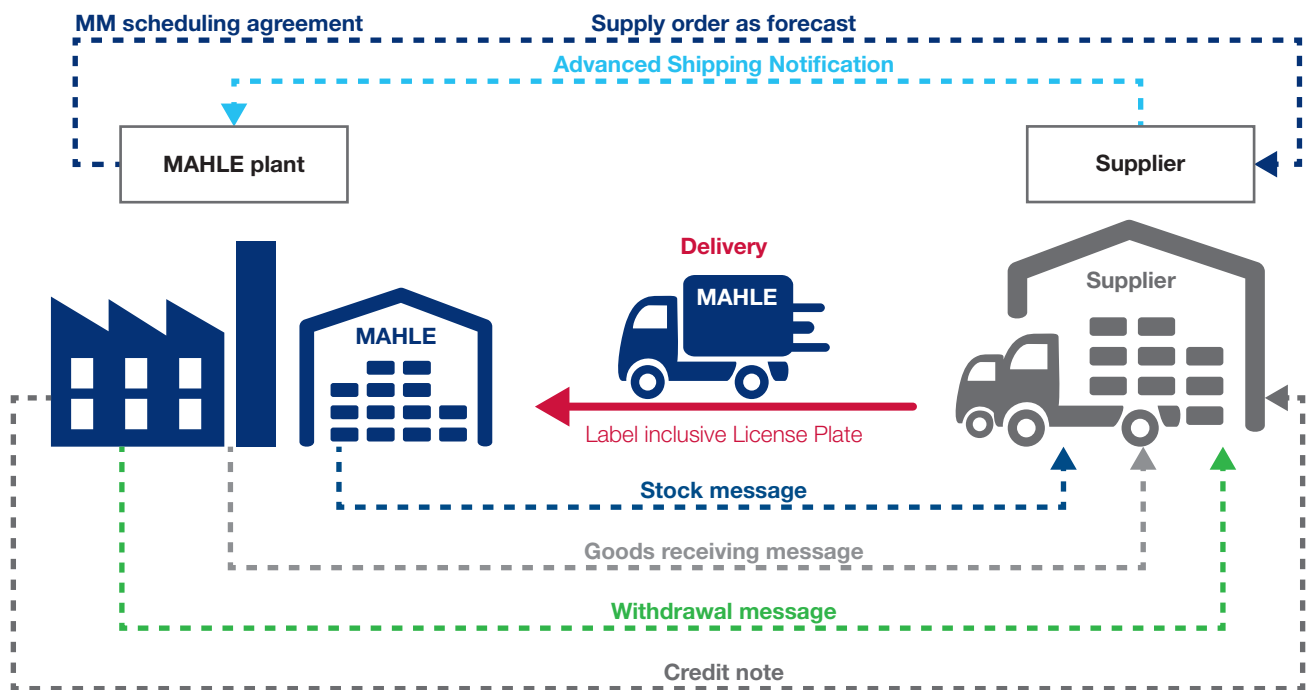 MM scheduling agreement
Supply order as forecast
Advanced Shipping Notification
MAHLE plant
Supplier
Delivery
MAHLE
Supplier
MAHLE
Label inclusive License Plate
Stock message
Goods receiving message
Withdrawal message
Credit note